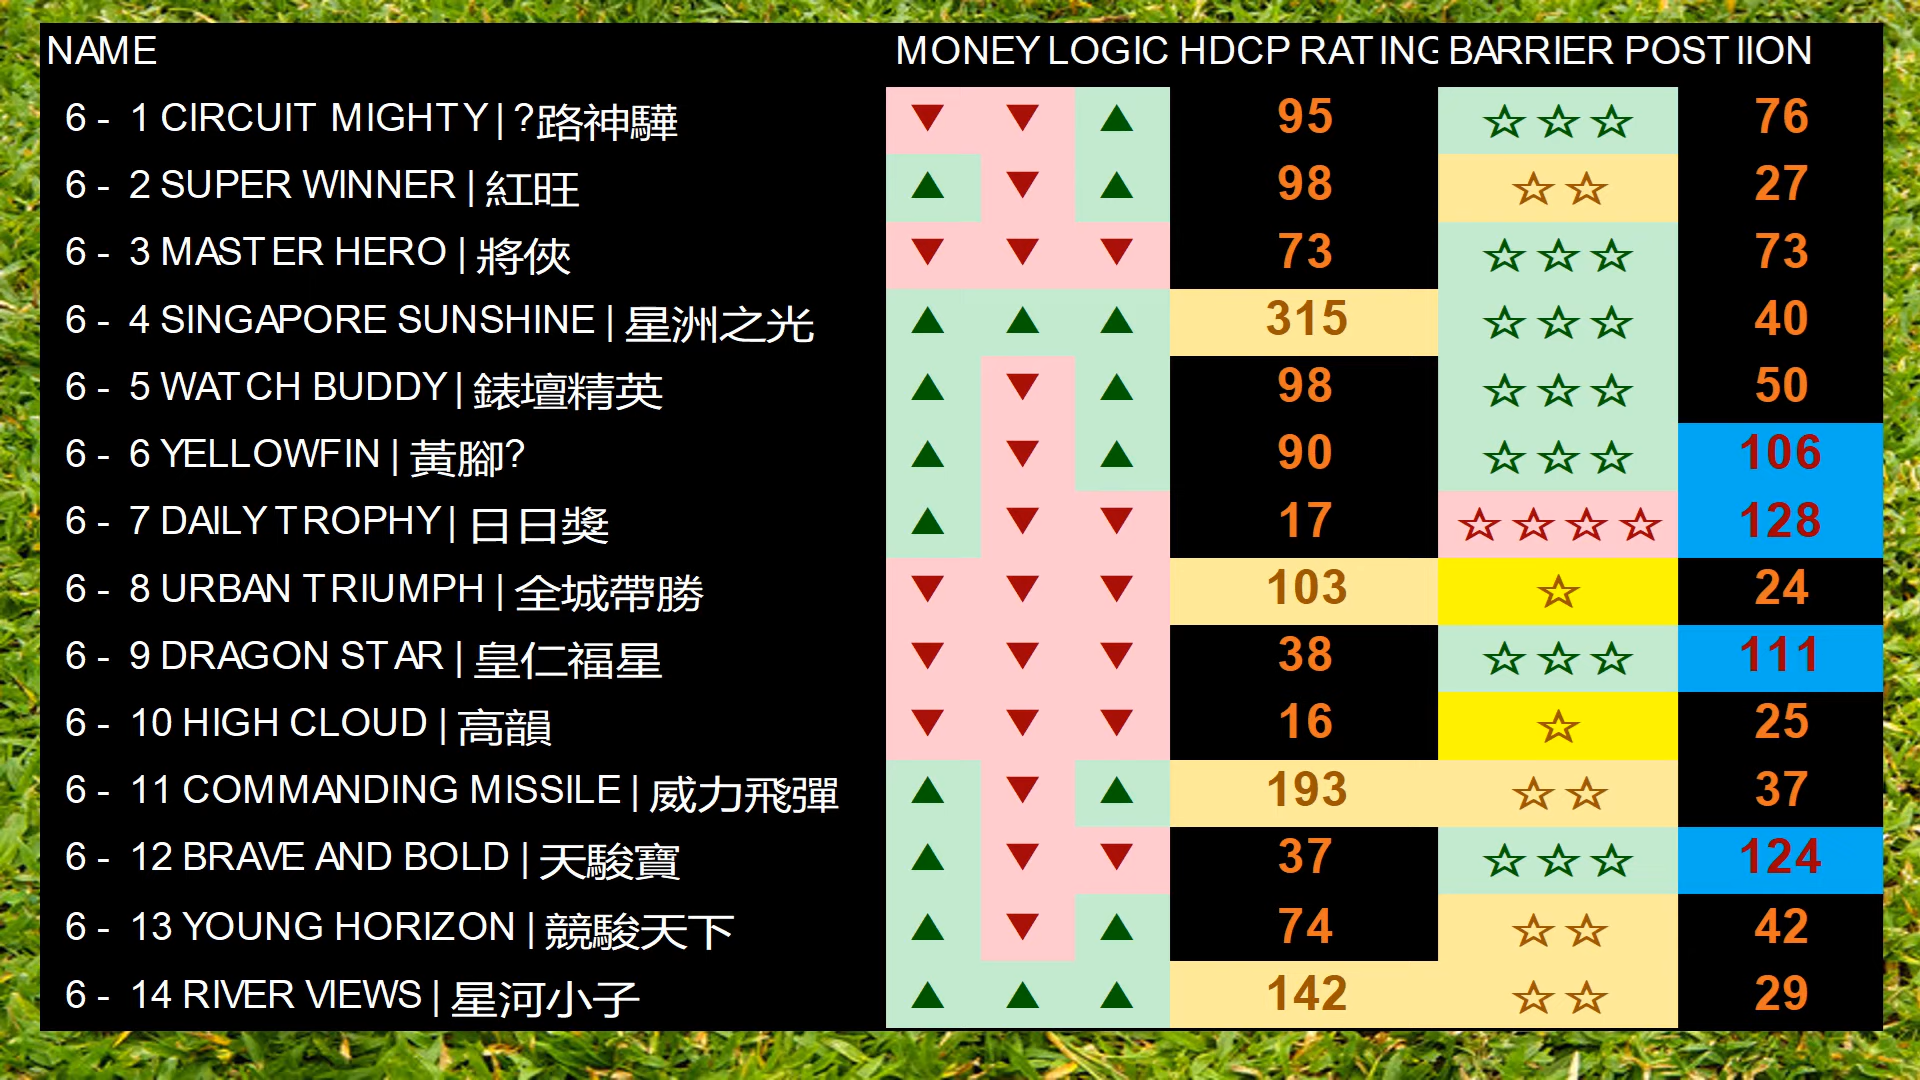 NAME MONEY LOGIC HDCP RATING BARRIER POSTIION
6 - 1 CIRCUIT MIGHTY | ?路神驊 ▼ ▼ ▲ 95 ☆☆☆ 76
6 - 2 SUPER WINNER | 紅旺 ▲ ▼ ▲ 98 ☆☆ 27
6 - 3 MASTER HERO | 將俠 ▼ ▼ ▼ 73 ☆☆☆ 73
6 - 4 SINGAPORE SUNSHINE | 星洲之光 ▲ ▲ ▲ 315 ☆☆☆ 40
6 - 5 WATCH BUDDY | 錶壇精英 ▲ ▼ ▲ 98 ☆☆☆ 50
6 - 6 YELLOWFIN | 黃腳? ▲ ▼ ▲ 90 ☆☆☆ 106
6 - 7 DAILY TROPHY | 日日獎 ▲ ▼ ▼ 17 ☆☆☆☆ 128
6 - 8 URBAN TRIUMPH | 全城帶勝 ▼ ▼ ▼ 103 ☆ 24
6 - 9 DRAGON STAR | 皇仁福星 ▼ ▼ ▼ 38 ☆☆☆ 111
6 - 10 HIGH CLOUD | 高韻 ▼ ▼ ▼ 16 ☆ 25
6 - 11 COMMANDING MISSILE | 威力飛彈 ▲ ▼ ▲ 193 ☆☆ 37
6 - 12 BRAVE AND BOLD | 天駿寶 ▲ ▼ ▼ 37 ☆☆☆ 124
6 - 13 YOUNG HORIZON | 競駿天下 ▲ ▼ ▲ 74 ☆☆ 42
6 - 14 RIVER VIEWS | 星河小子 ▲ ▲ ▲ 142 ☆☆ 29